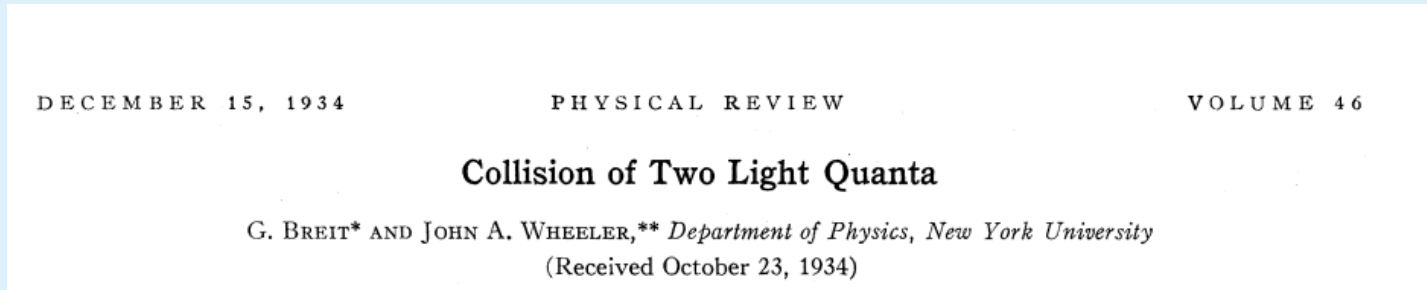 DECEMBER 15, 1934 PHYSICAL REVIEW VOLUME 46
Collision of Two Light Quanta
G. BREIT* AND JOHN A. WHEELER,** Department of Physics, New York University
(Received October 23, 1934)